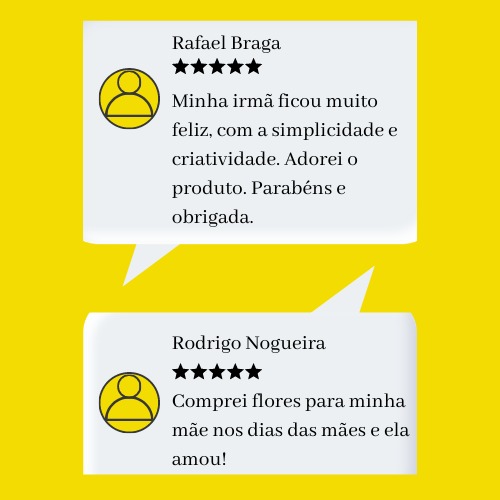 Rafael Braga
★★★★★
Minha irmã ficou muito
feliz, com a simplicidade e
criatividade. Adorei o
produto. Parabéns e
obrigada.
Rodrigo Nogueira
★★★★★
Comprei flores para minha
mãe nos dias das mães e ela
amou!